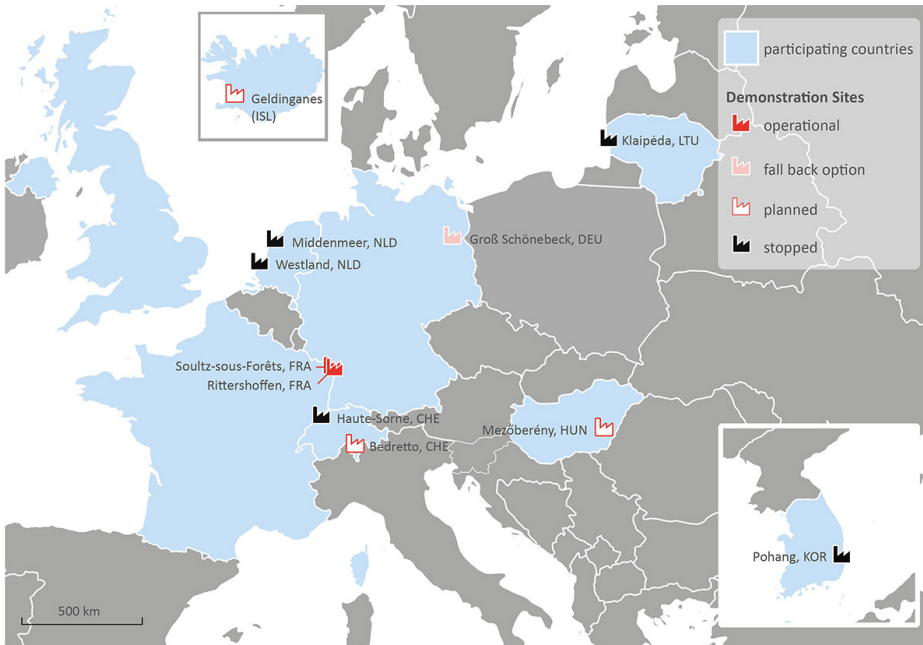 Geldinganes
(ISL)
participating countries
Demonstration Sites
operational
fall back option
planned
stopped
Klaipéda, LTU
Middenmeer, NLD
Westland, NLD
Groß Schönebeck, DEU
Soultz-sous-Forêts, FRA
Rittershoffen, FRA
Haute-Sorne, CHE
Bedretto, CHE
Mezőberény, HUN
Pohang, KOR
500 km